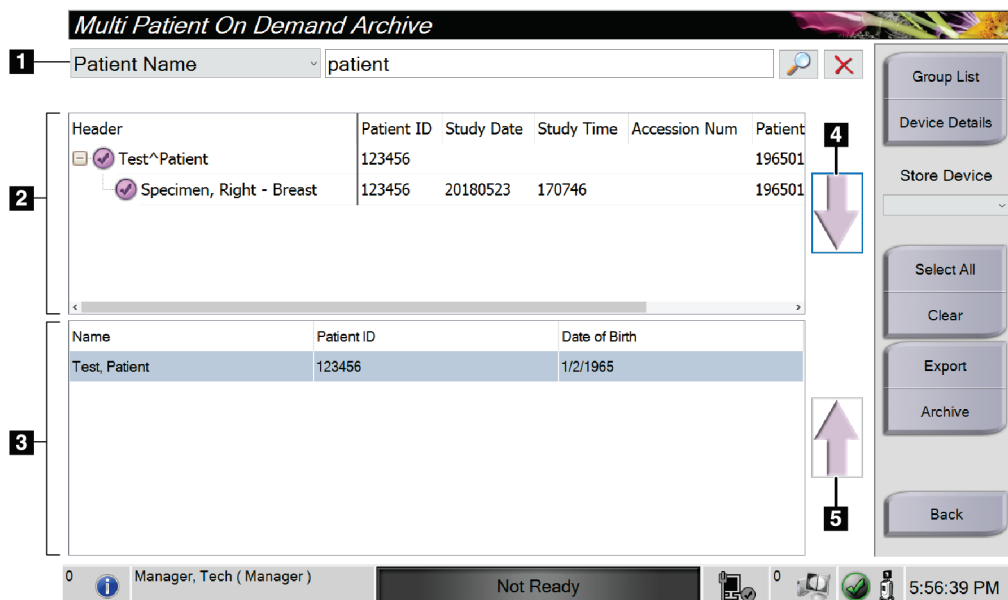 Multi Patient On Demand Archive
1
Patient Name
patient
Group List
Device Details
Store Device
Select All
Clear
Export
Archive
Back
2
Header Patient ID Study Date Study Time Accession Num Patient
Test^Patient 123456 196501
Specimen, Right - Breast 123456 20180523 170746 196501
4
3
Name Patient ID Date of Birth
Test, Patient 123456 1/2/1965
5
0
Manager, Tech ( Manager )
Not Ready
0
5:56:39 PM